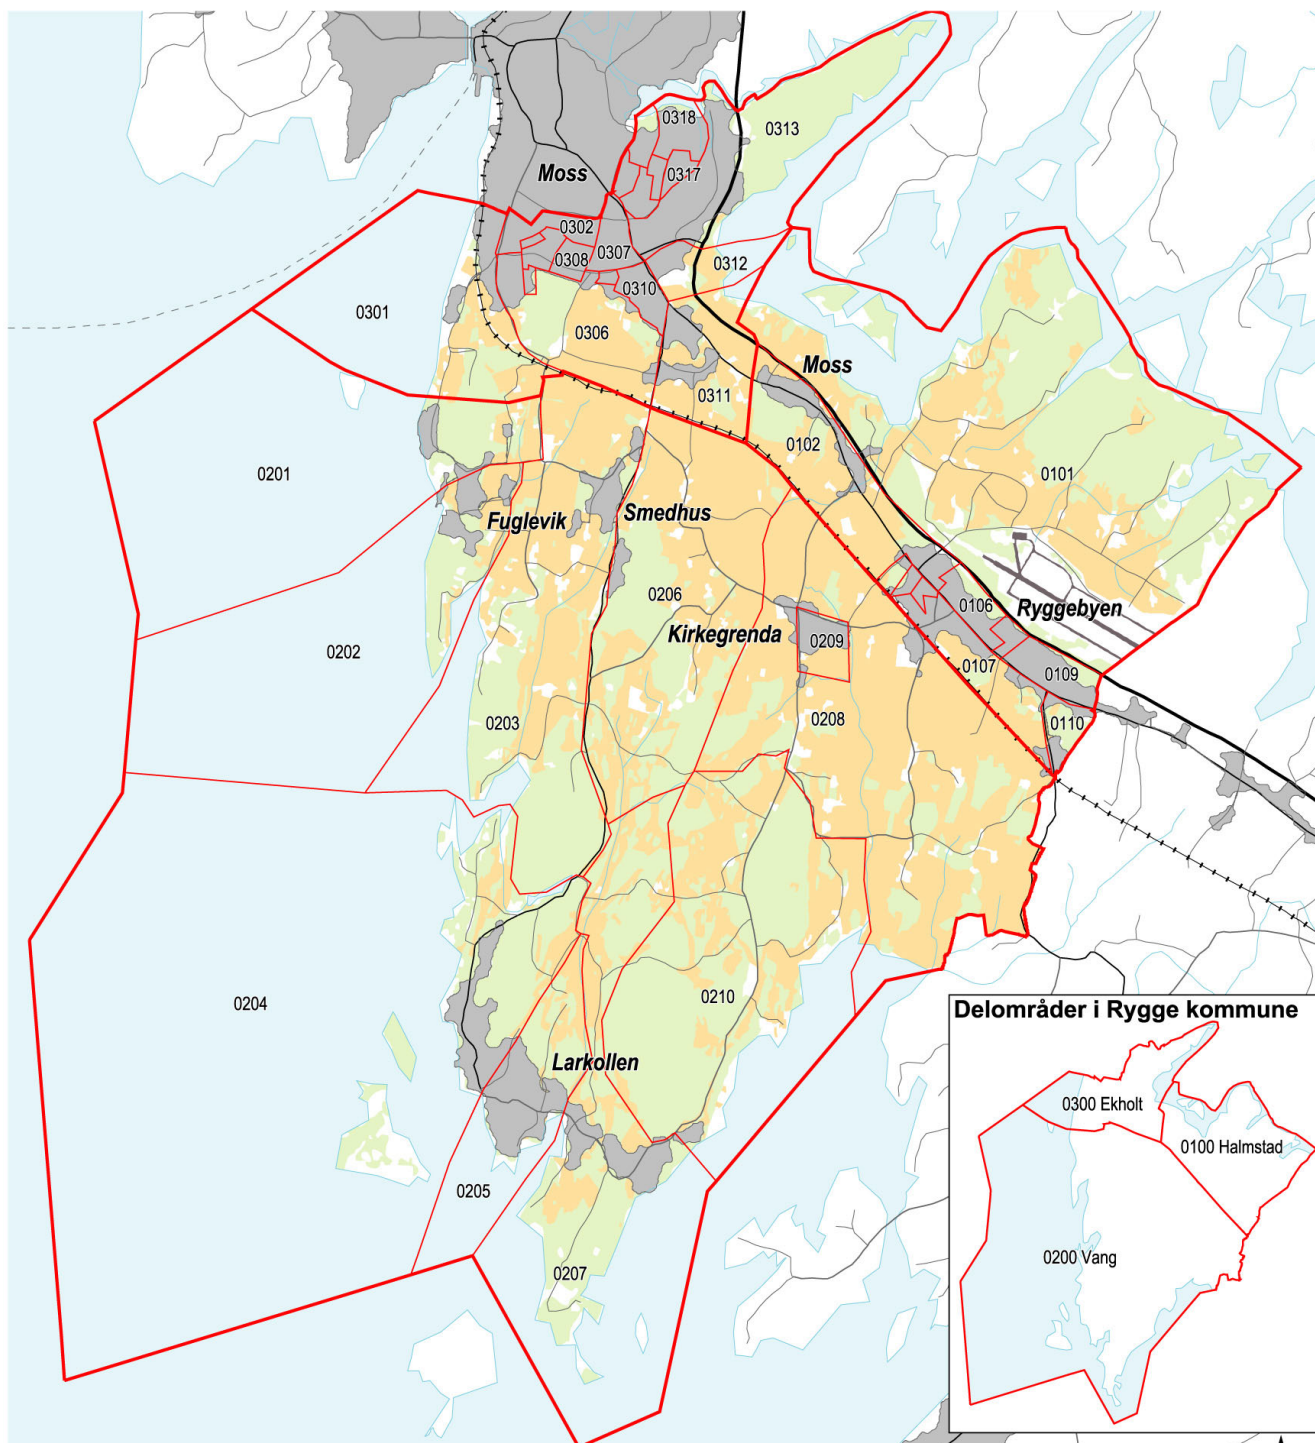 0318
0313
Moss
0317
0302
0307
0308
0312
0310
0301
0306
Moss
0311
0102
0101
0201
Fuglevik
Smedhus
0206
0106
Ryggebyen
Kirkegrenda
0209
0202
0107
0109
0203
0208
0110
0210
0204
Larkollen
0205
0207
Delområder i Rygge kommune
0300 Ekholt
0100 Halmstad
0200 Vang